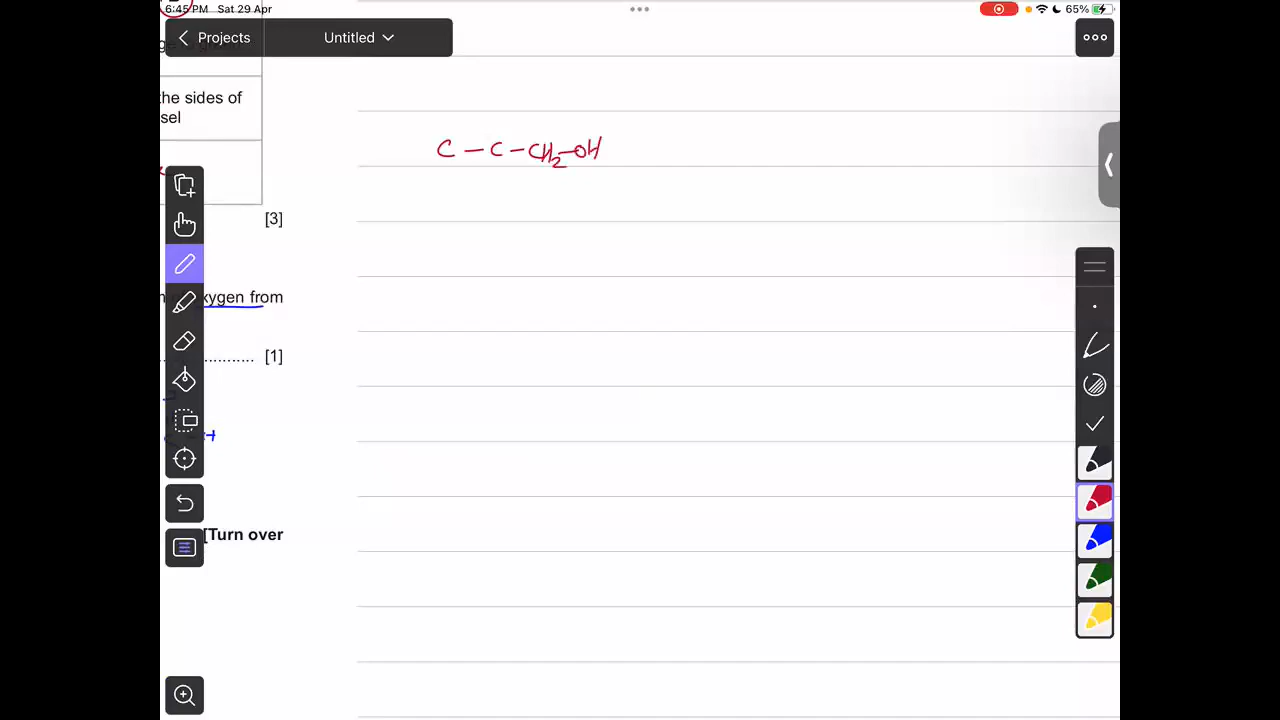 6:45 PM Sat 29 Apr
65%
Projects
Untitled
the sides of
sel
C - C - CH2-OH
[3]
xygen from
[1]
[Turn over